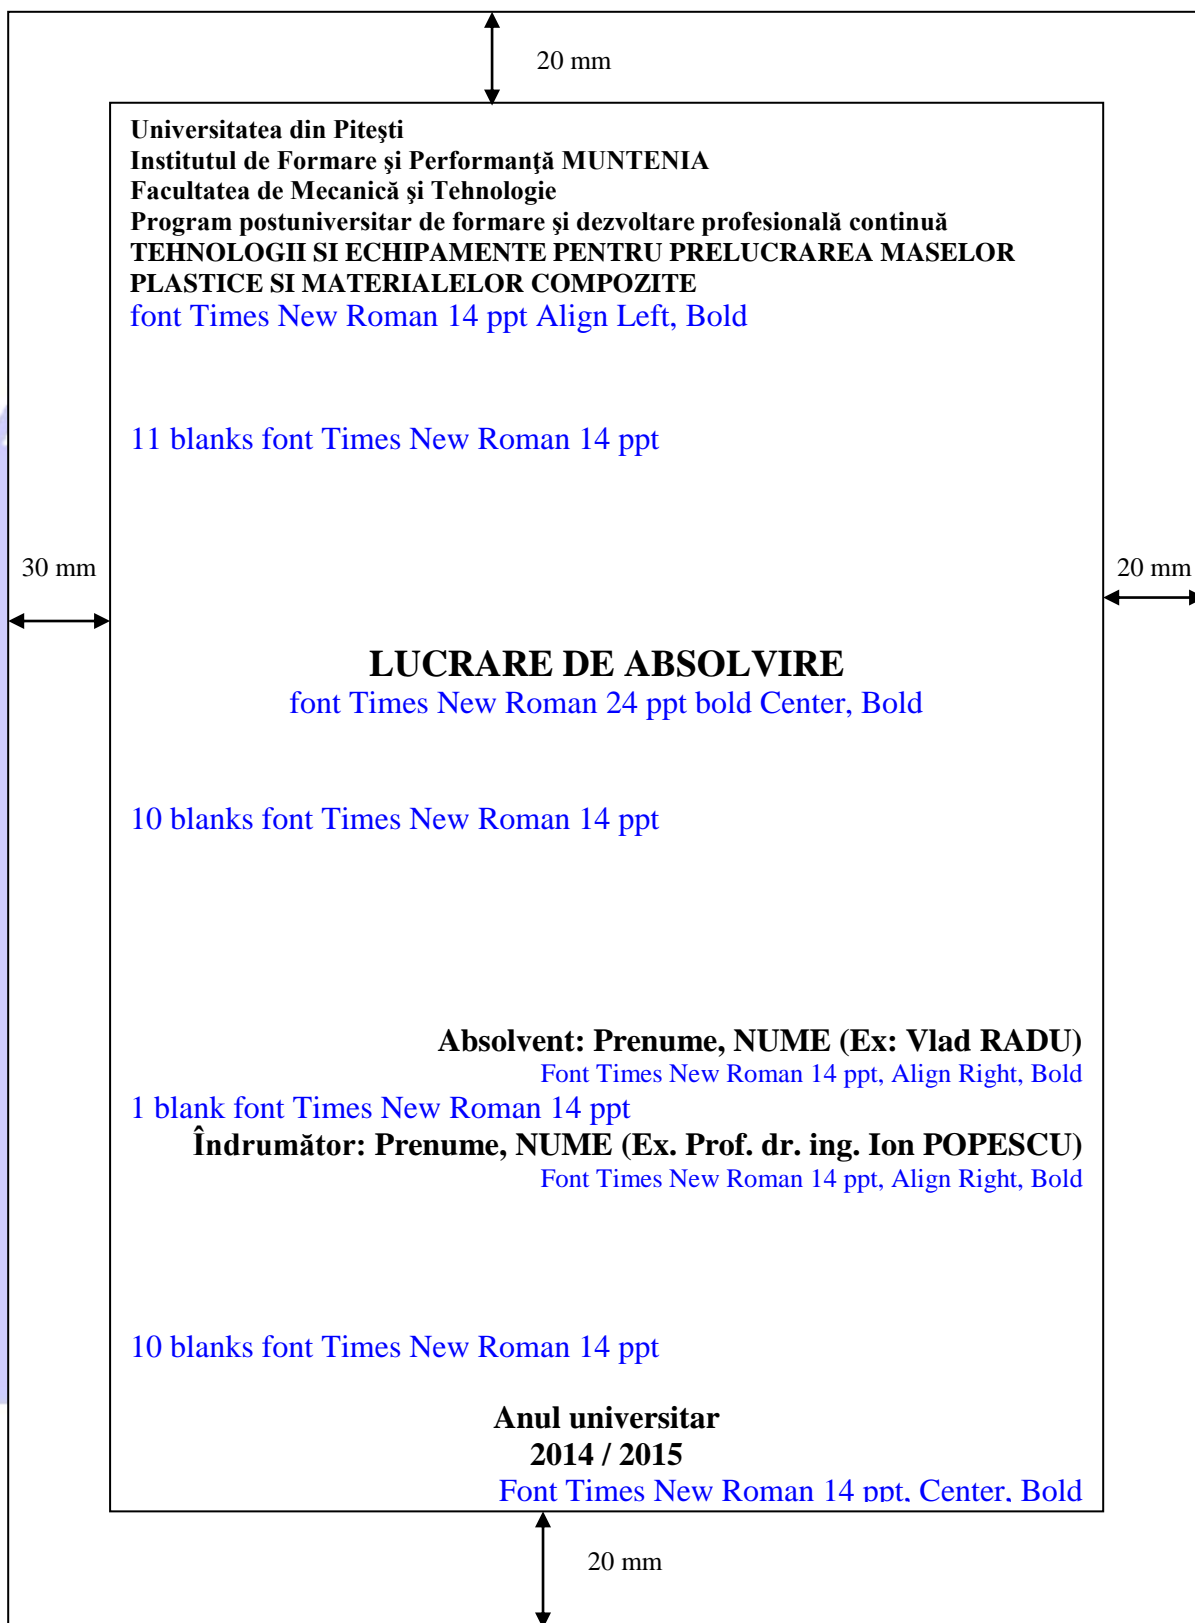 20 mm
Universitatea din Piteşti
Institutul de Formare şi Performanţă MUNTENIA
Facultatea de Mecanică şi Tehnologie
Program postuniversitar de formare şi dezvoltare profesională continuă
TEHNOLOGII SI ECHIPAMENTE PENTRU PRELUCRAREA MASELOR
PLASTICE SI MATERIALELOR COMPOZITE
font Times New Roman 14 ppt Align Left, Bold
11 blanks font Times New Roman 14 ppt
30 mm
20 mm
LUCRARE DE ABSOLVIRE
font Times New Roman 24 ppt bold Center, Bold
10 blanks font Times New Roman 14 ppt
Absolvent: Prenume, NUME (Ex: Vlad RADU)
Font Times New Roman 14 ppt, Align Right, Bold
1 blank font Times New Roman 14 ppt
Îndrumător: Prenume, NUME (Ex. Prof. dr. ing. Ion POPESCU)
Font Times New Roman 14 ppt, Align Right, Bold
10 blanks font Times New Roman 14 ppt
Anul universitar
2014 / 2015
Font Times New Roman 14 ppt, Center, Bold
20 mm